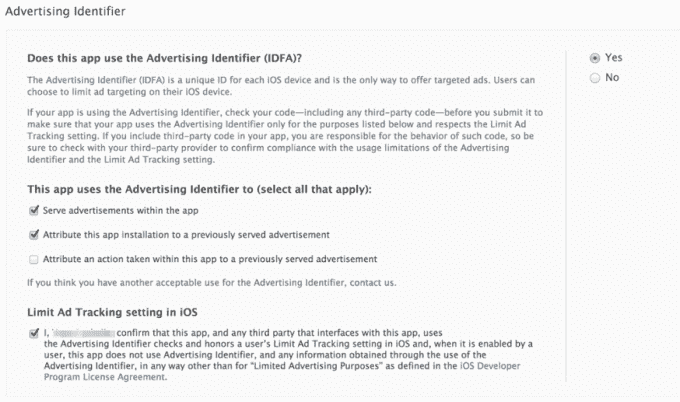 Advertising Identifier
Does this app use the Advertising Identifier (IDFA)?
Yes
No
The Advertising Identifier (IDFA) is a unique ID for each iOS device and is the only way to offer targeted ads. Users can
choose to limit ad targeting on their iOS device.
If your app is using the Advertising Identifier, check your code—including any third-party code—before you submit it to
make sure that your app uses the Advertising Identifier only for the purposes listed below and respects the Limit Ad
Tracking setting. If you include third-party code in your app, you are responsible for the behavior of such code, so be
sure to check with your third-party provider to confirm compliance with the usage limitations of the Advertising
Identifier and the Limit Ad Tracking setting.
This app uses the Advertising Identifier to (select all that apply):
Serve advertisements within the app
Attribute this app installation to a previously served advertisement
Attribute an action taken within this app to a previously served advertisement
If you think you have another acceptable use for the Advertising Identifier, contact us.
Limit Ad Tracking setting in iOS
I, confirm that this app, and any third party that interfaces with this app, uses
the Advertising Identifier checks and honors a user's Limit Ad Tracking setting in iOS and, when it is enabled by a
user, this app does not use Advertising Identifier, and any information obtained through the use of the
Advertising Identifier, in any way other than for "Limited Advertising Purposes" as defined in the iOS Developer
Program License Agreement.